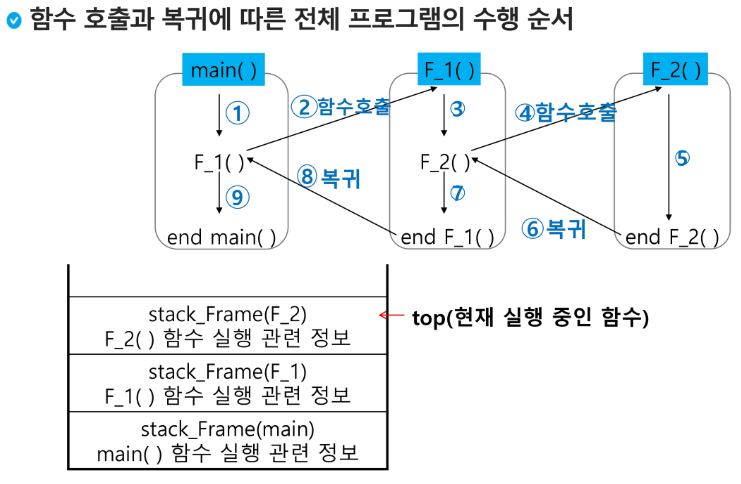 함수 호출과 복귀에 따른 전체 프로그램의 수행 순서
main( )
F_1( )
F_2( )
①
②함수호출
③
④함수호출
F_1( )
⑧복귀
F_2( )
⑤
⑨
⑦
⑥복귀
end main( )
end F_1( )
end F_2( )
stack_Frame(F_2)
F_2( ) 함수 실행 관련 정보
top(현재 실행 중인 함수)
stack_Frame(F_1)
F_1( ) 함수 실행 관련 정보
stack_Frame(main)
main( ) 함수 실행 관련 정보